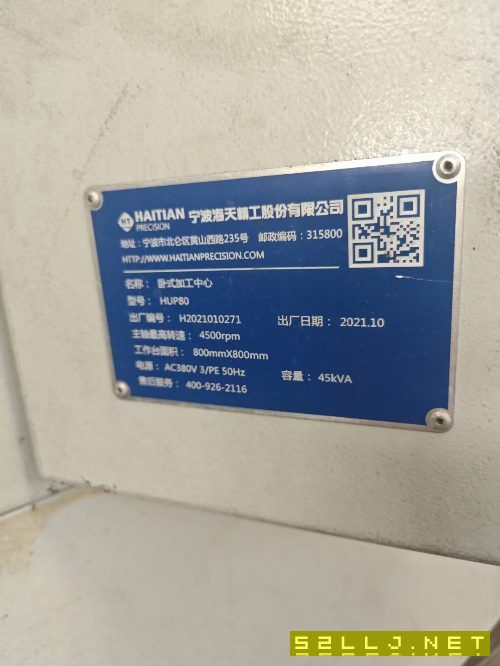 HT HAITIAN PRECISION 宁波海天精工股份有限公司
地址：宁波市北仑区黄山西路235号 邮政编码：315800
HTTP://WWW.HAITIANPRECISION.COM
名称： 卧式加工中心
型号： HUP80
出厂编号： H2021010271 出厂日期： 2021.10
主轴最高转速： 4500rpm
工作台面积： 800mmX800mm
电源： AC380V 3/PE 50Hz 容量： 45kVA
售后服务： 400-926-2116
52LLJ.NET